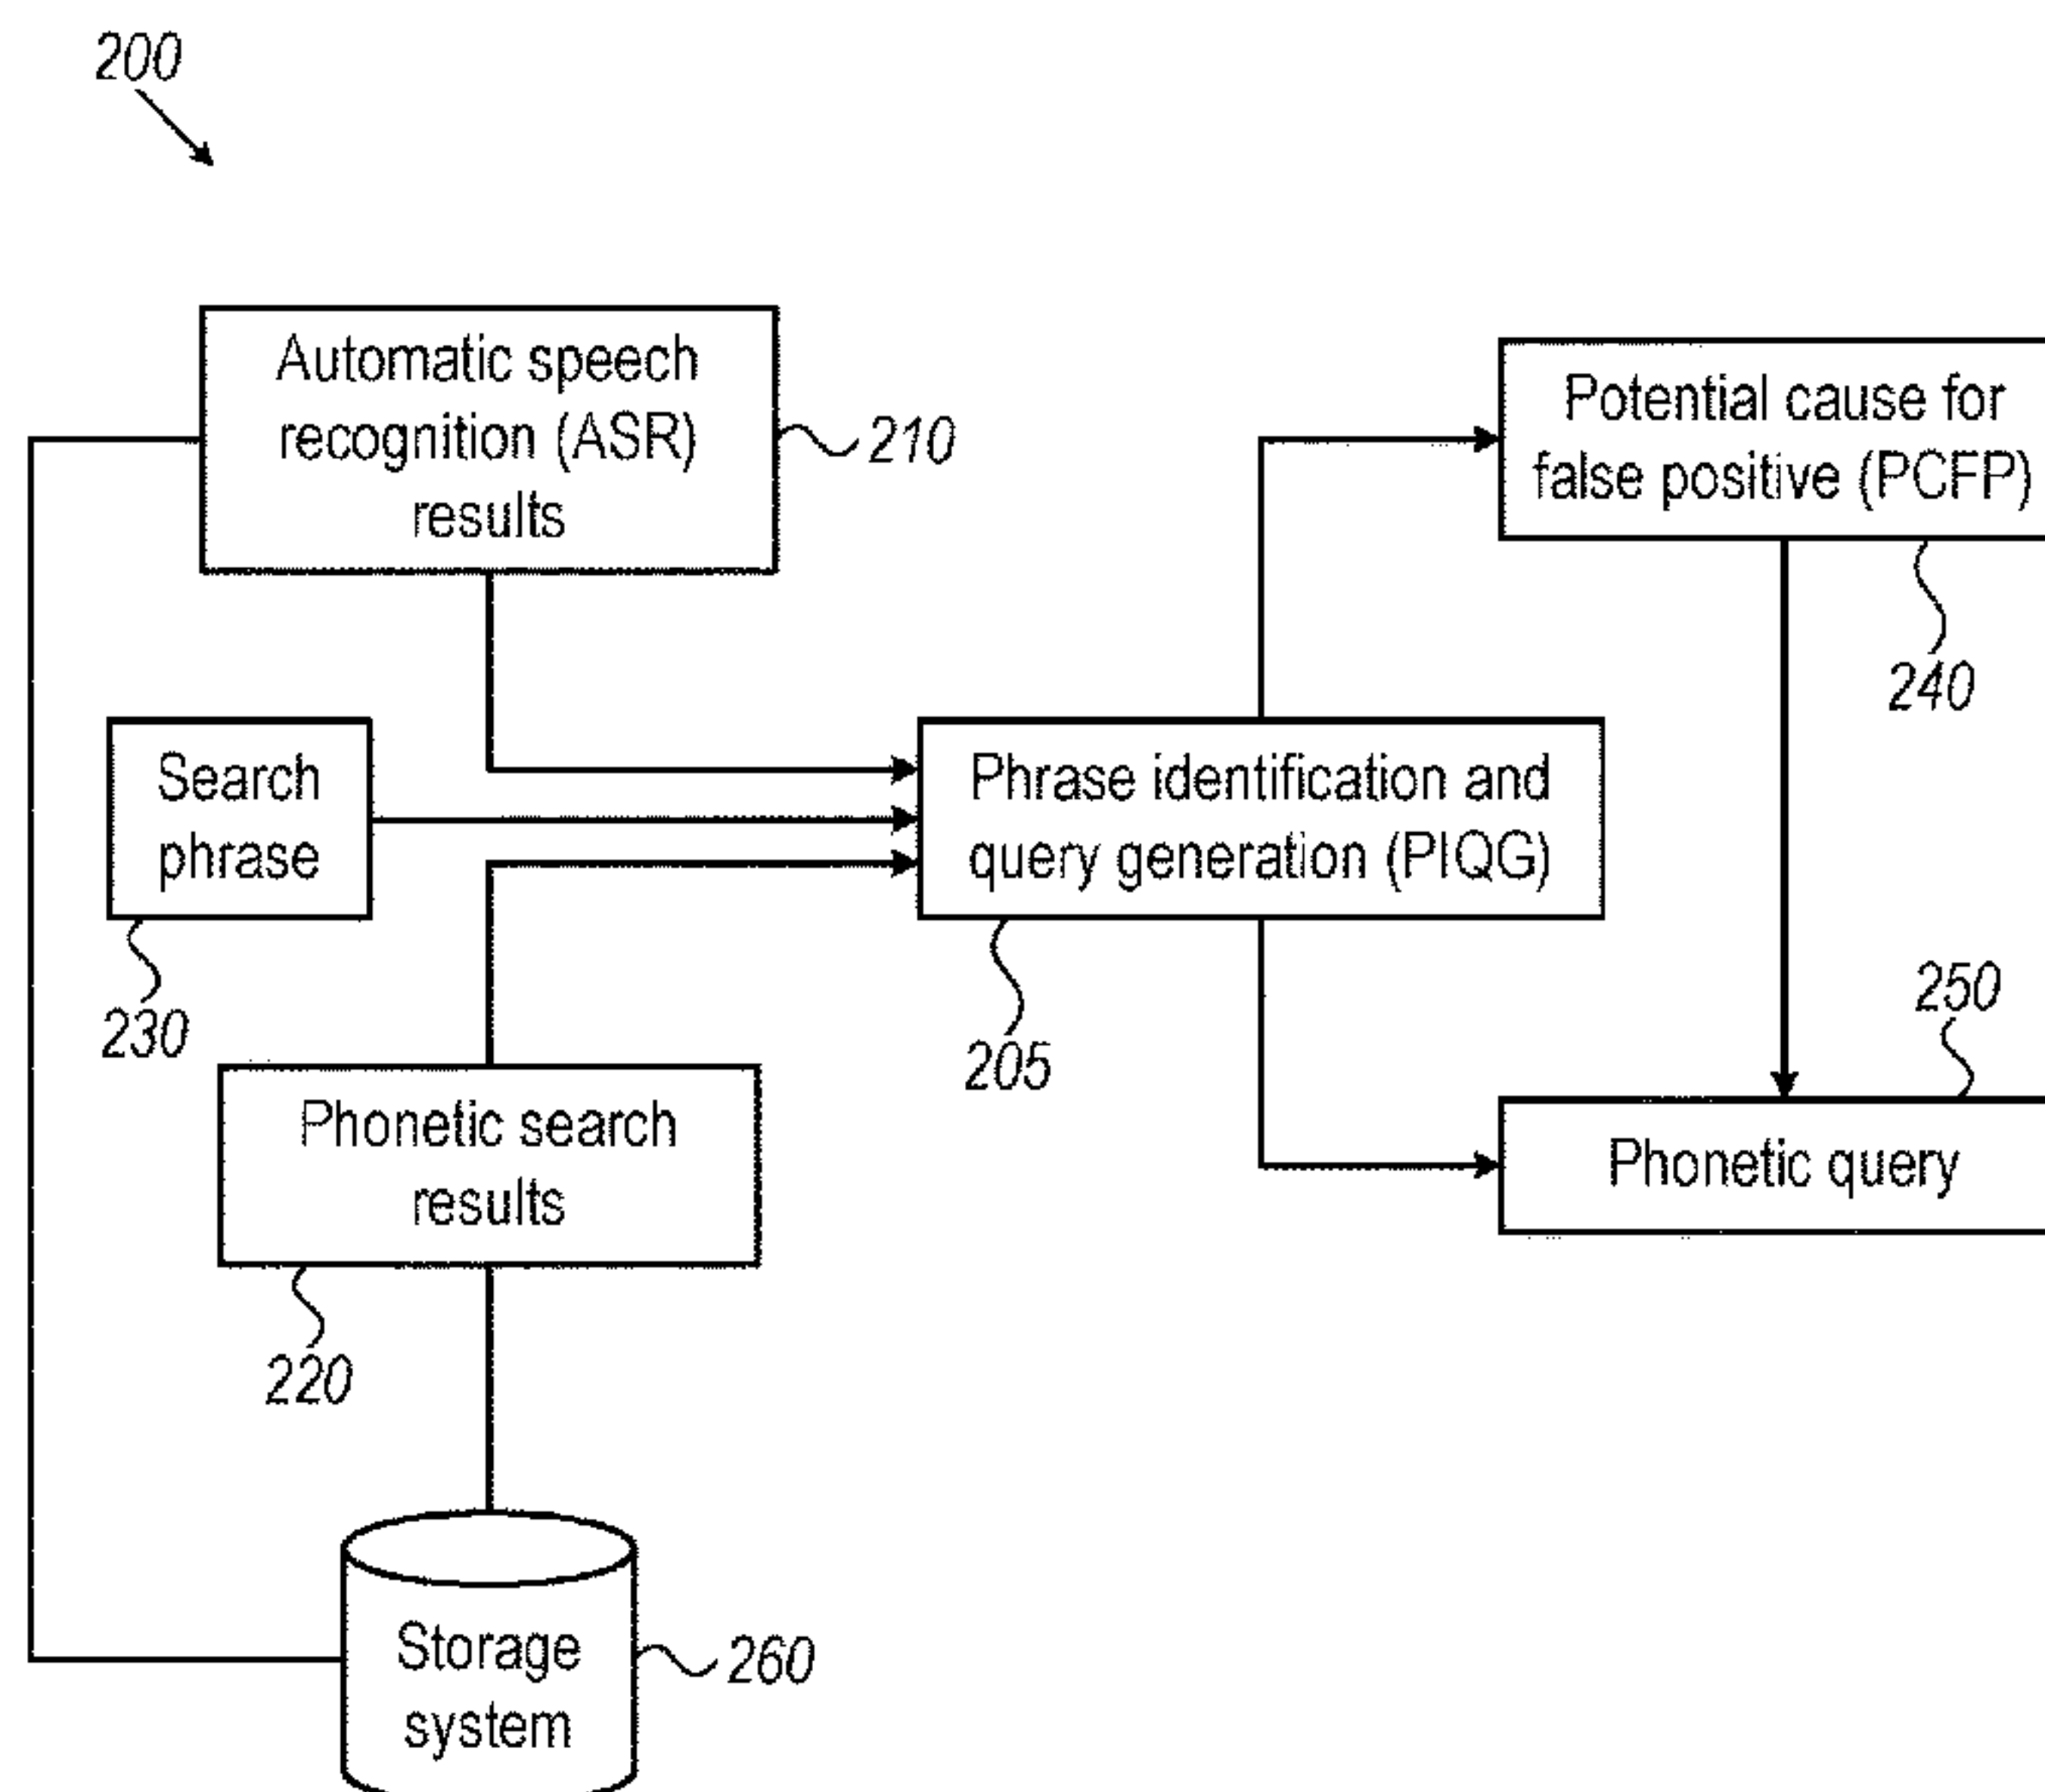 200
Automatic speech
recognition (ASR)
results
210
Potential cause for
false positive (PCFP)
240
Search
phrase
230
Phrase identification and
query generation (PIQG)
205
250
Phonetic search
results
220
Phonetic query
Storage
system
260